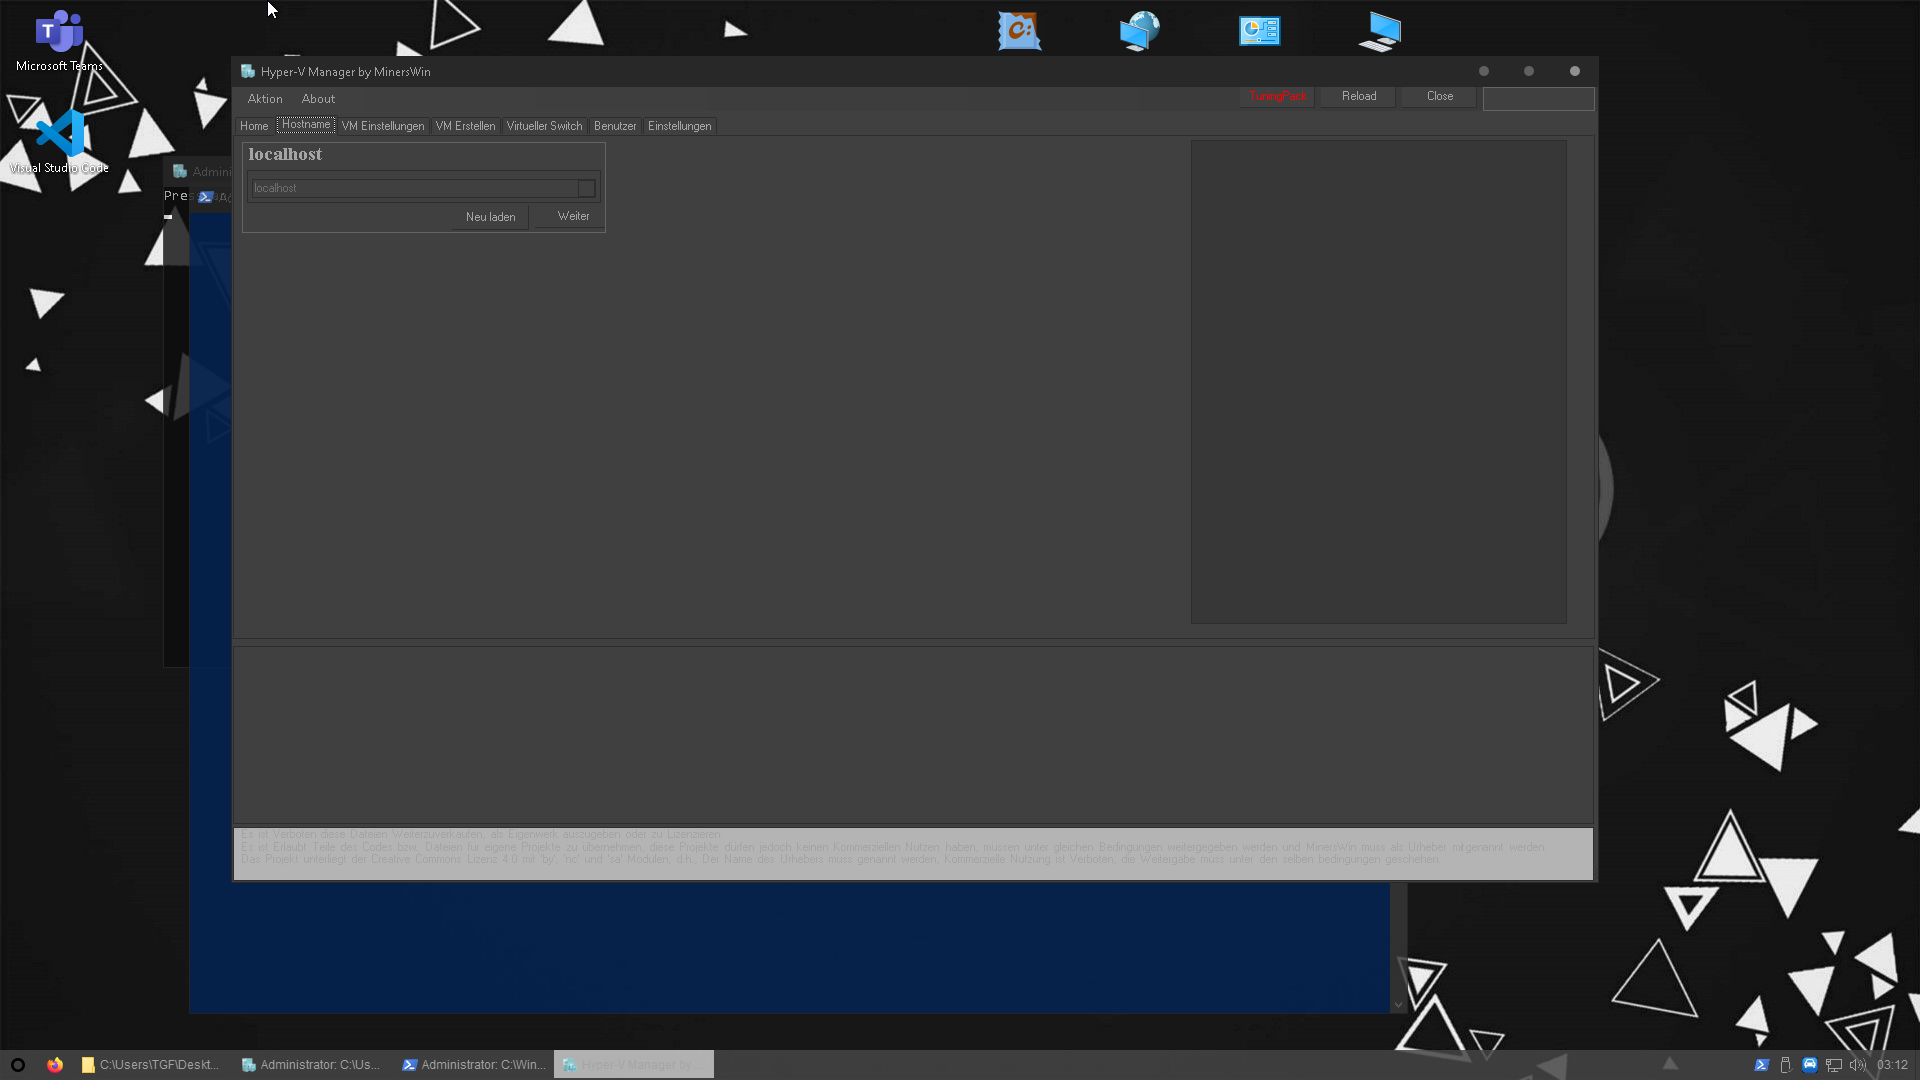 Microsoft Teams
Visual Studio Code
Hyper-V Manager by MinersWin
Aktion About
TuningPack Reload Close
Home Hostname VM Einstellungen VM Erstellen Virtueller Switch Benutzer Einstellungen
localhost
localhost
Neu laden Weiter
Admini
Pres
Es ist Verboten diese Dateien Weiterzuverkaufen, als Eigenwerk auszugeben oder zu Lizenzieren
Es ist Erlaubt Teile des Codes bzw. Dateien für eigene Projekte zu übernehmen, diese Projekte dürfen jedoch keinen Kommerziellen Nutzen haben, müssen unter gleichen Bedingungen weitergegeben werden und MinersWin muss als Urheber mitgenannt werden.
Das Projekt unterliegt der Creative Commons Lizenz 4.0 mit 'by', 'nc' und 'sa' Modulen, d.h.: Der Name des Urhebers muss genannt werden, Kommerzielle Nutzung ist Verboten, die Weitergabe muss unter den selben bedingungen geschehen.
C:\Users\TGF\Deskt... Administrator: C:\Us... Administrator: C:\Win... Hyper-V Manager by ... 03:12